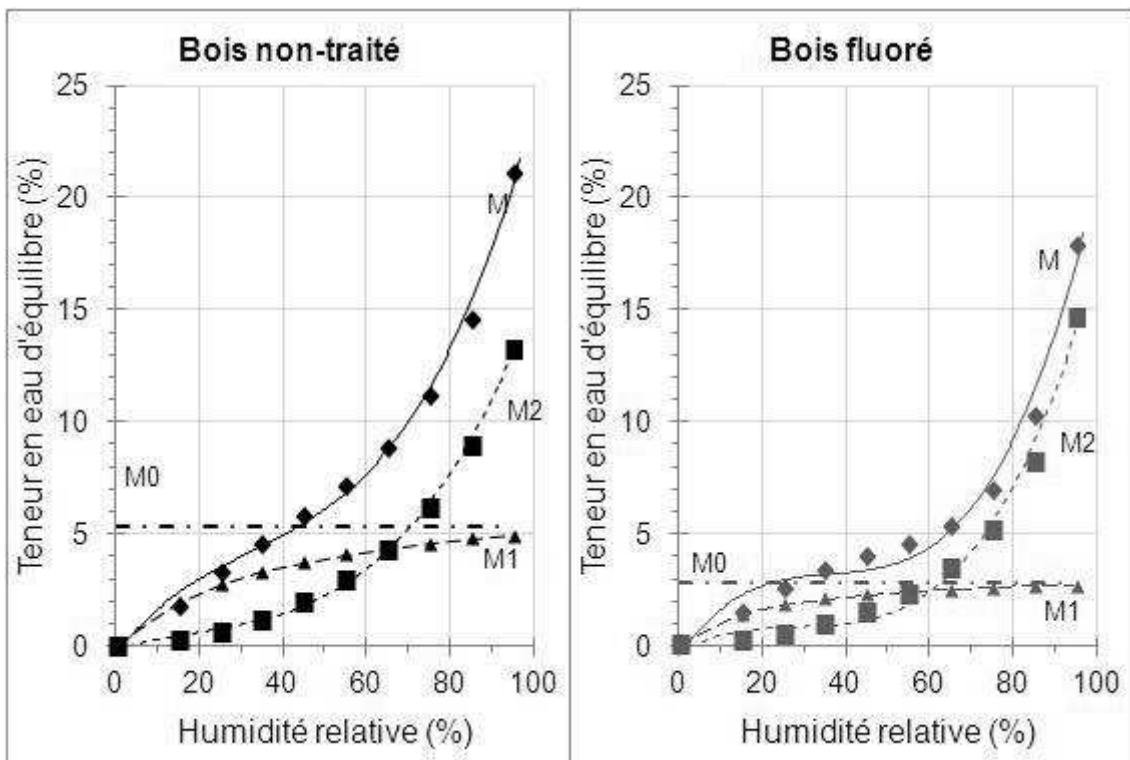 Bois non-traité
Teneur en eau d'équilibre (%)
25
20
15
10
5
0
M
M2
M0
M1
0 20 40 60 80 100
Humidité relative (%)
Bois fluoré
Teneur en eau d'équilibre (%)
25
20
15
10
5
0
M
M2
M0
M1
0 20 40 60 80 100
Humidité relative (%)